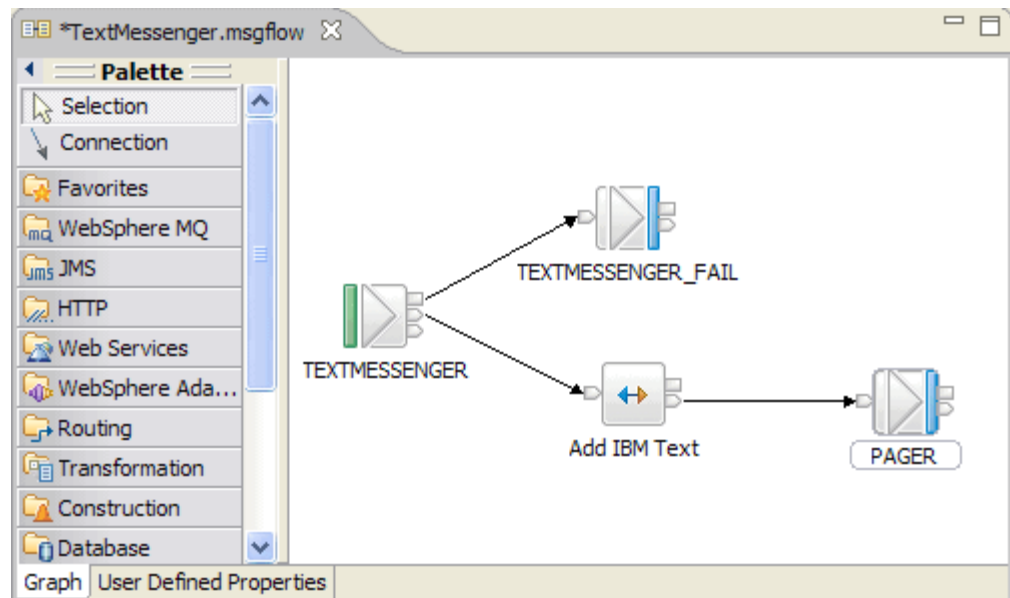 *TextMessenger.msgflow
Palette
Selection
Connection
Favorites
WebSphere MQ
JMS
HTTP
Web Services
WebSphere Ada...
Routing
Transformation
Construction
Database
TEXTMESSENGER_FAIL
TEXTMESSENGER
Add IBM Text
PAGER
Graph User Defined Properties